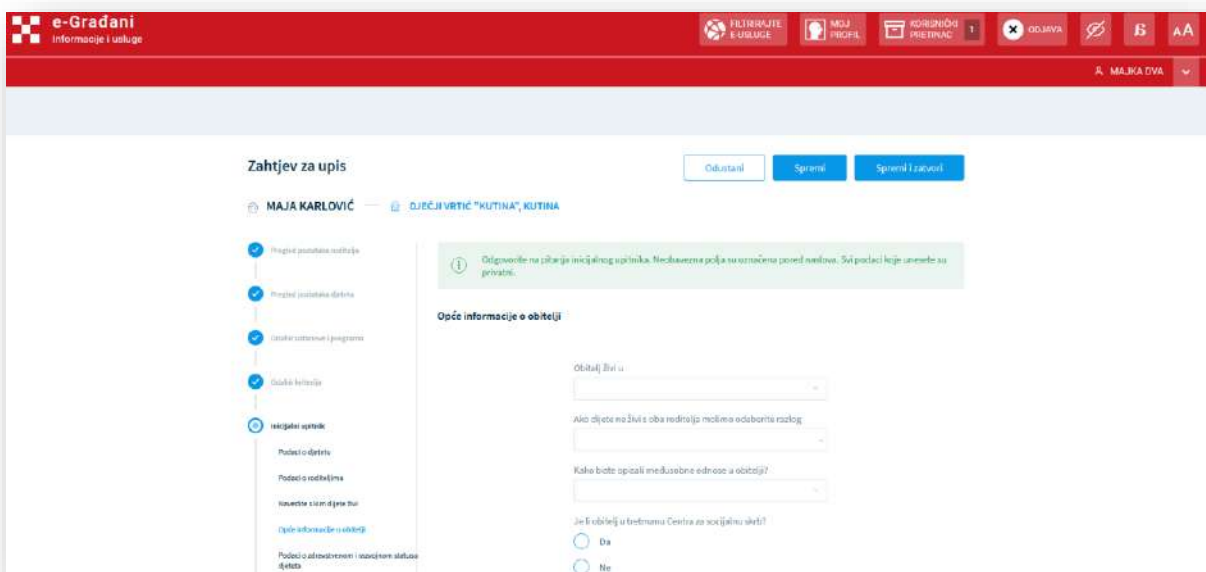 e-Građani
Informacije i usluge
FILTRIRAJTE
E-USLUGE
MOJ
PROFIL
KORISNIČKI
PRETINAC
1
ODJAVA
AA
MAJKA DVA
Zahtjev za upis
Odustani
Spremi
Spremi i zatvori
MAJA KARLOVIĆ
DJEČJI VRTIĆ "KUTINA", KUTINA
Pregled podataka roditelja
Pregled podataka djeteta
Odabir kriterija
Inicijalni upitnik
Podaci o djetetu
Podaci o roditeljima
Navedite s kim dijete živi
Opće informacije o obitelji
Podaci o zdravstvenom i razvojnom statusu
djeteta
Odgovorite na pitanja inicijalnog upitnika. Neobavezna polja su označena pored naslova. Svi podaci koje unesete su
privatni.
Opće informacije o obitelji
Obitelj živi u
Ako dijete ne živi s oba roditelja molimo odaberite razlog
Kako biste opisali međusobne odnose u obitelji?
Je li obitelj u tretmanu Centra za socijalnu skrb?
Da
Ne